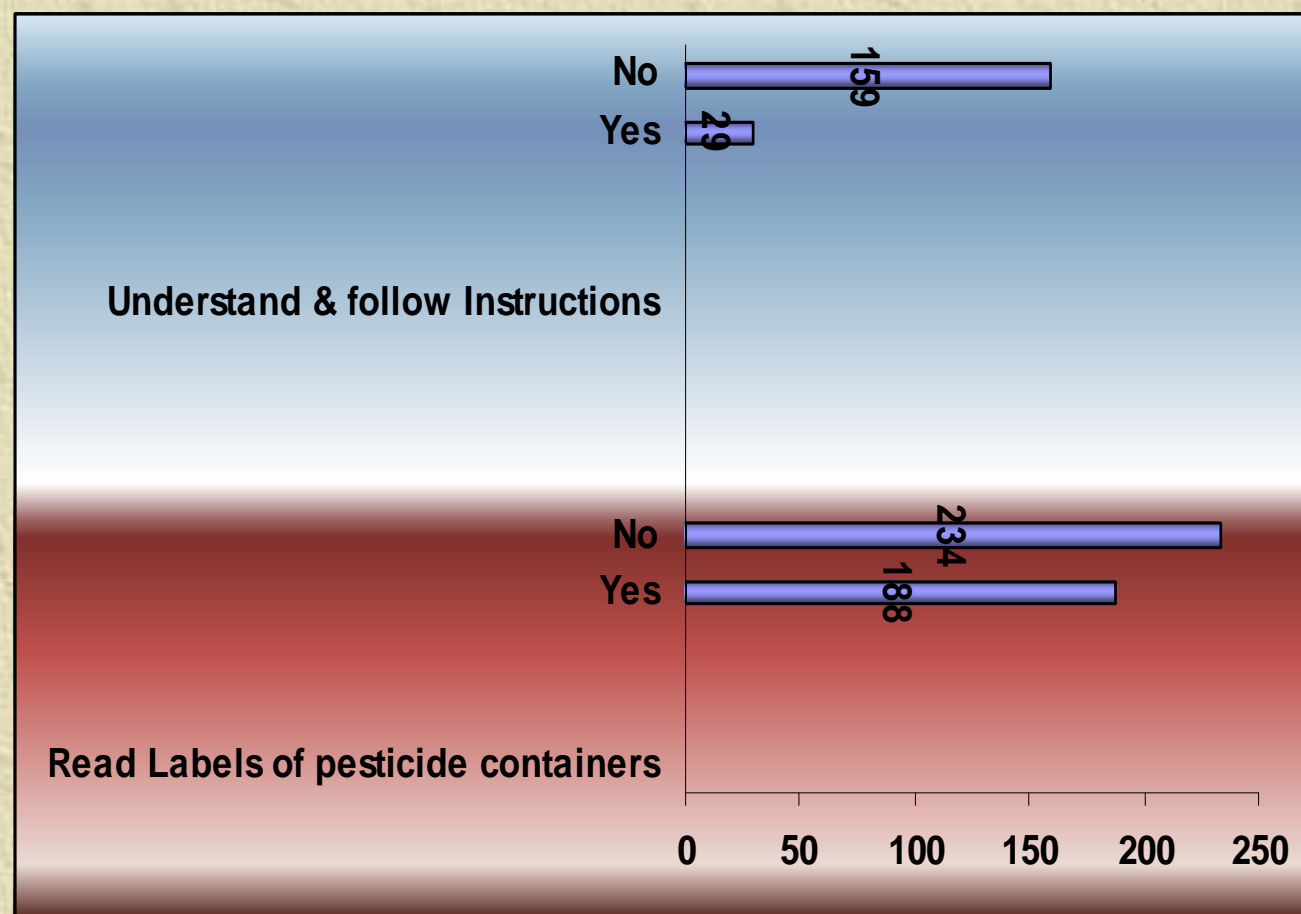 No 159
Yes 29
Understand & follow Instructions
No 234
Yes 188
Read Labels of pesticide containers
0 50 100 150 200 250